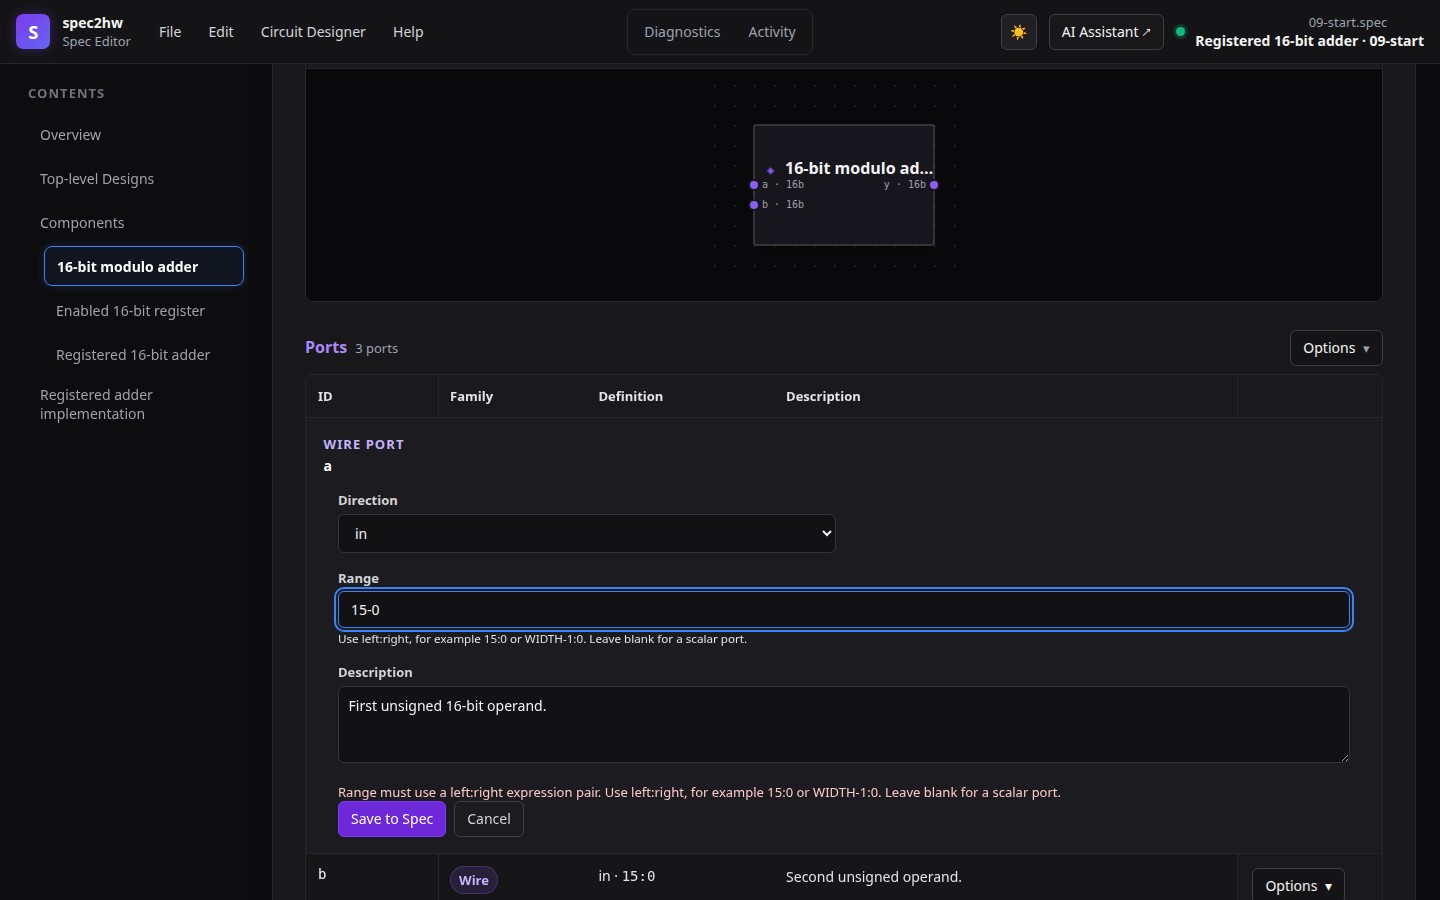 S
spec2hw
Spec Editor
File Edit Circuit Designer Help
Diagnostics Activity
AI Assistant ↗
09-start.spec
Registered 16-bit adder · 09-start
CONTENTS
Overview
Top-level Designs
Components
16-bit modulo adder
Enabled 16-bit register
Registered 16-bit adder
Registered adder
implementation
16-bit modulo ad...
a · 16b y · 16b
b · 16b
Ports 3 ports
Options ▾
ID Family Definition Description
WIRE PORT
a
Direction
in
Range
15-0
Use left:right, for example 15:0 or WIDTH-1:0. Leave blank for a scalar port.
Description
First unsigned 16-bit operand.
Range must use a left:right expression pair. Use left:right, for example 15:0 or WIDTH-1:0. Leave blank for a scalar port.
Save to Spec Cancel
b Wire in · 15:0 Second unsigned operand. Options ▾